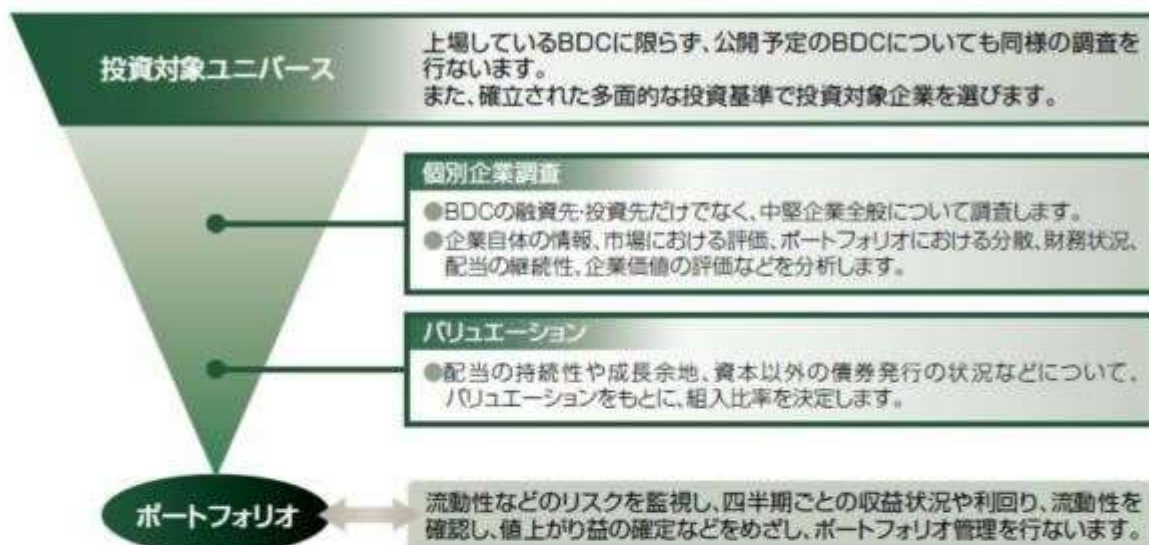 投資対象ユニバース
上場しているBDCに限らず、公開予定のBDCについても同様の調査を
行ないます。
また、確立された多面的な投資基準で投資対象企業を選びます。
個別企業調査
●BDCの融資先・投資先だけでなく、中堅企業全般について調査します。
●企業自体の情報、市場における評価、ポートフォリオにおける分散、財務状況、
配当の継続性、企業価値の評価などを分析します。
バリュエーション
●配当の持続性や成長余地、資本以外の債券発行の状況などについて、
バリュエーションをもとに、組入比率を決定します。
ポートフォリオ
流動性などのリスクを監視し、四半期ごとの収益状況や利回り、流動性を
確認し、値上がり益の確定などをめざし、ポートフォリオ管理を行ないます。